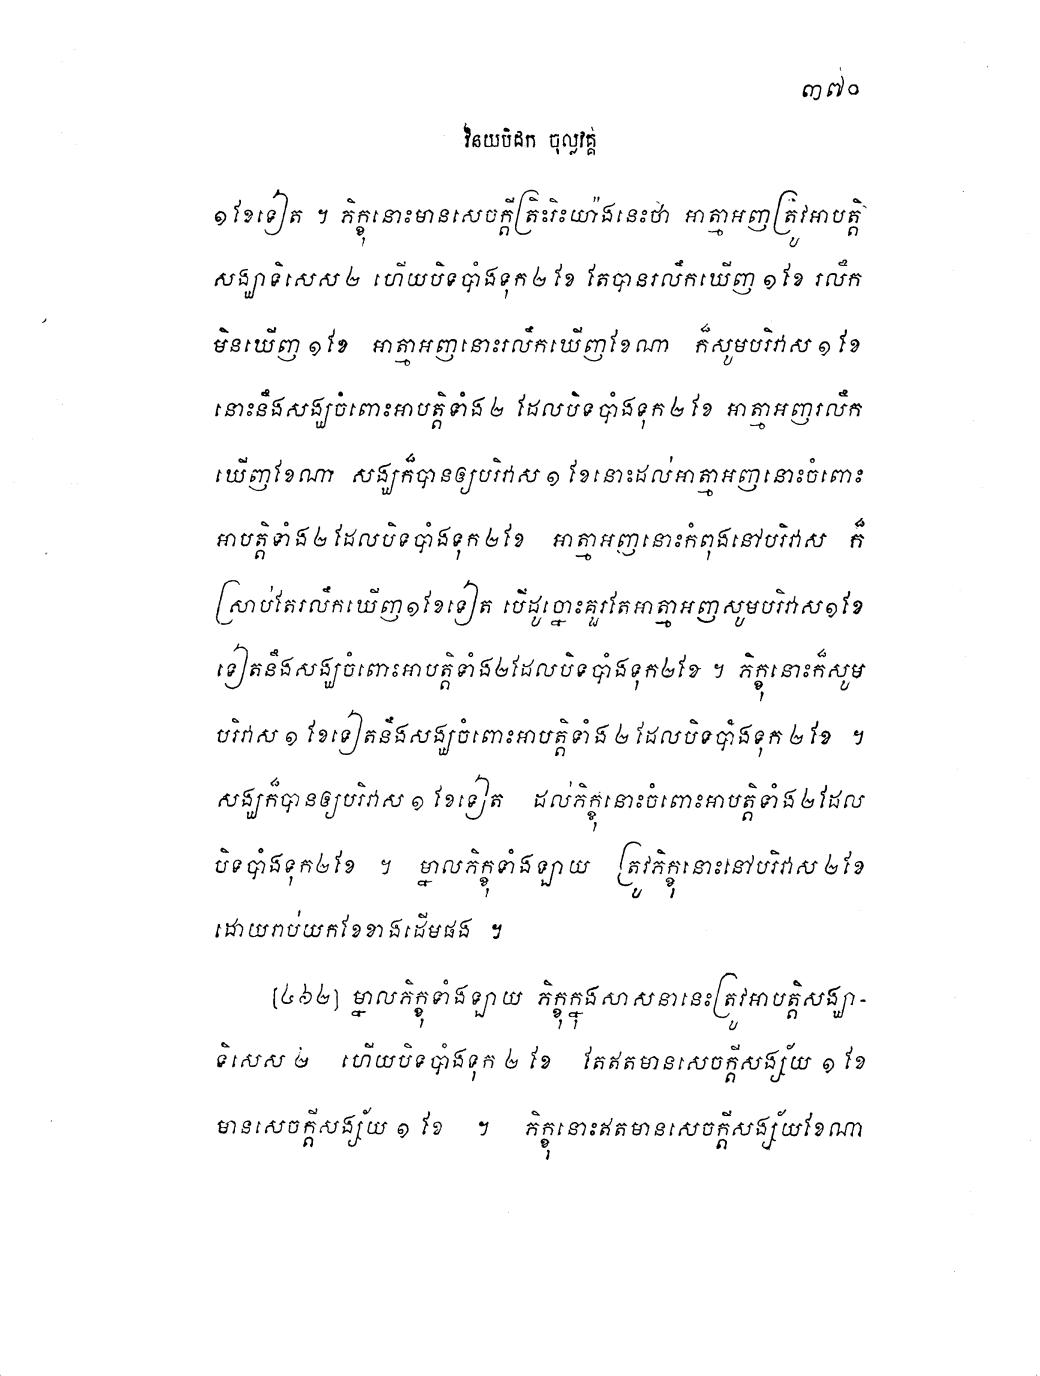 ៣៧០
វិនយបិដក ចុល្លវគ្គ
១ ខែទៀត ។ ភិក្ខុនោះមានសេចក្តីត្រិះរិះយ៉ាងនេះថា អាត្មាអញត្រូវអាបត្តិ
សង្ឃាទិសេស ២ ហើយបិទបាំងទុក ២ ខែ តែបានរលឹកឃើញ ១ ខែ រលឹក
មិនឃើញ ១ ខែ អាត្មាអញនោះរលឹកឃើញខែណា ក៏សូមបរិវាស ១ ខែ
នោះនឹងសង្ឃចំពោះអាបត្តិទាំង ២ ដែលបិទបាំងទុក ២ ខែ អាត្មាអញរលឹក
ឃើញខែណា សង្ឃក៏បានឲ្យបរិវាស ១ ខែនោះដល់អាត្មាអញនោះចំពោះ
អាបត្តិទាំង ២ ដែលបិទបាំងទុក ២ ខែ អាត្មាអញនោះកំពុងនៅបរិវាស ក៏
ស្រាប់តែរលឹកឃើញ ១ ខែទៀត បើដូច្នោះគួរតែអាត្មាអញសូមបរិវាស ១ ខែ
ទៀតនឹងសង្ឃចំពោះអាបត្តិទាំង ២ ដែលបិទបាំងទុក ២ ខែ ។ ភិក្ខុនោះក៏សូម
បរិវាស ១ ខែទៀតនឹងសង្ឃចំពោះអាបត្តិទាំង ២ ដែលបិទបាំងទុក ២ ខែ ។
សង្ឃក៏បានឲ្យបរិវាស ១ ខែទៀត ដល់ភិក្ខុនោះចំពោះអាបត្តិទាំង ២ ដែល
បិទបាំងទុក ២ ខែ ។ ម្នាលភិក្ខុទាំងឡាយ ត្រូវភិក្ខុនោះនៅបរិវាស ២ ខែ
ដោយរាប់យកខែខាងដើមផង ។
[៤៦២] ម្នាលភិក្ខុទាំងឡាយ ភិក្ខុក្នុងសាសនានេះត្រូវអាបត្តិសង្ឃា-
ទិសេស ២ ហើយបិទបាំងទុក ២ ខែ តែឥតមានសេចក្តីសង្ស័យ ១ ខែ
មានសេចក្តីសង្ស័យ ១ ខែ ។ ភិក្ខុនោះឥតមានសេចក្តីសង្ស័យខែណា